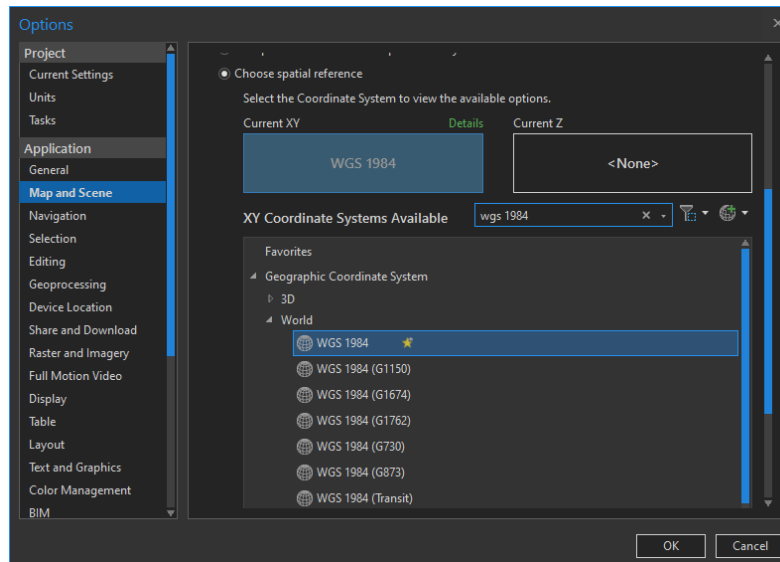 Options
Project
Current Settings
Units
Tasks
Application
General
Map and Scene
Navigation
Selection
Editing
Geoprocessing
Device Location
Share and Download
Raster and Imagery
Full Motion Video
Display
Table
Layout
Text and Graphics
Color Management
BIM
Choose spatial reference
Select the Coordinate System to view the available options.
Current XY Details Current Z
WGS 1984 <None>
XY Coordinate Systems Available wgs 1984
Favorites
Geographic Coordinate System
3D
World
WGS 1984
WGS 1984 (G1150)
WGS 1984 (G1674)
WGS 1984 (G1762)
WGS 1984 (G730)
WGS 1984 (G873)
WGS 1984 (Transit)
OK Cancel